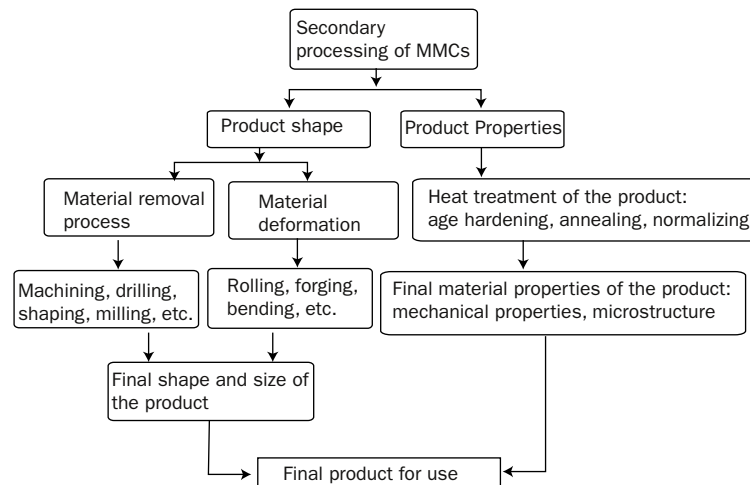 Secondary
processing of MMCs
Product shape
Product Properties
Material removal
process
Material
deformation
Heat treatment of the product:
age hardening, annealing, normalizing
Machining, drilling,
shaping, milling, etc.
Rolling, forging,
bending, etc.
Final material properties of the product:
mechanical properties, microstructure
Final shape and size of
the product
Final product for use